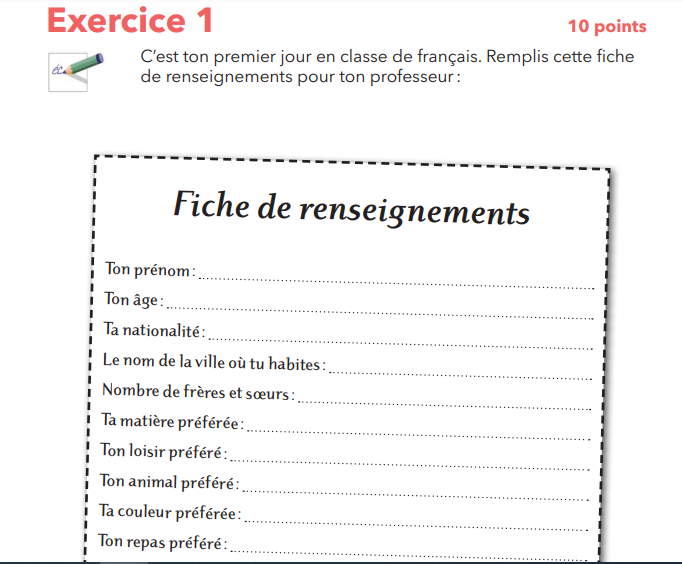 Exercice 1
10 points
éc
C'est ton premier jour en classe de français. Remplis cette fiche
de renseignements pour ton professeur :
Fiche de renseignements
Ton prénom :
Ton âge :
Ta nationalité :
Le nom de la ville où tu habites :
Nombre de frères et sœurs :
Ta matière préférée :
Ton loisir préféré :
Ton animal préféré :
Ta couleur préférée :
Ton repas préféré :